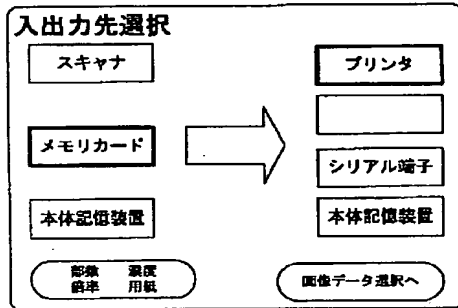 入出力先選択
スキャナ
メモリカード
本体記憶装置
プリンタ
シリアル端子
本体記憶装置
部数 濃度
倍率 用紙
画像データ選択へ